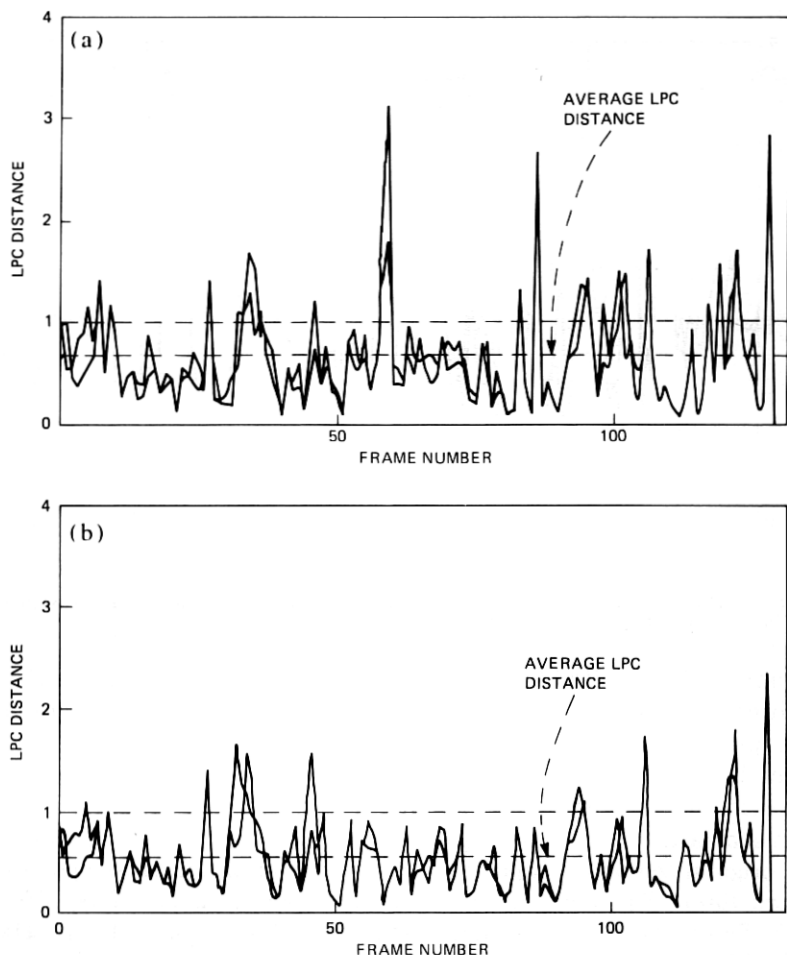 (a)
4
3
2
1
0
LPC DISTANCE
AVERAGE LPC
DISTANCE
50
100
FRAME NUMBER
(b)
4
3
2
1
0
LPC DISTANCE
AVERAGE LPC
DISTANCE
0
50
100
FRAME NUMBER